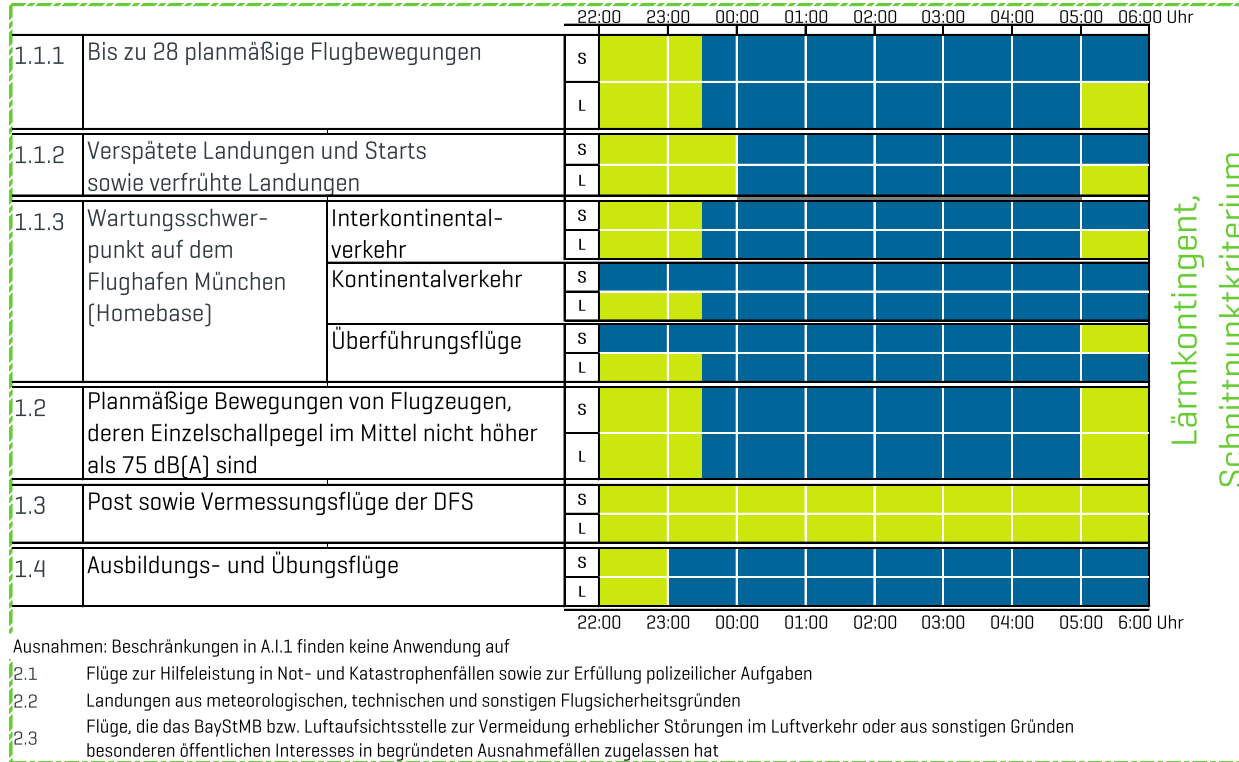 22:00 23:00 00:00 01:00 02:00 03:00 04:00 05:00 06:00 Uhr
1.1.1 Bis zu 28 planmäßige Flugbewegungen S
L
1.1.2 Verspätete Landungen und Starts S
sowie verfrühte Landungen L
1.1.3 Wartungsschwer- Interkontinental- S
punkt auf dem verkehr L
Flughafen München Kontinentalverkehr S
(Homebase) L
Überführungsflüge S
L
1.2 Planmäßige Bewegungen von Flugzeugen, S
deren Einzelschallpegel im Mittel nicht höher
als 75 dB(A) sind L
1.3 Post sowie Vermessungsflüge der DFS S
L
1.4 Ausbildungs- und Übungsflüge S
L
22:00 23:00 00:00 01:00 02:00 03:00 04:00 05:00 6:00 Uhr
Lärmkontingent,
Schnittpunktkriterium
Ausnahmen: Beschränkungen in A.I.1 finden keine Anwendung auf
2.1 Flüge zur Hilfeleistung in Not- und Katastrophenfällen sowie zur Erfüllung polizeilicher Aufgaben
2.2 Landungen aus meteorologischen, technischen und sonstigen Flugsicherheitsgründen
2.3 Flüge, die das BayStMB bzw. Luftaufsichtsstelle zur Vermeidung erheblicher Störungen im Luftverkehr oder aus sonstigen Gründen
besonderen öffentlichen Interesses in begründeten Ausnahmefällen zugelassen hat